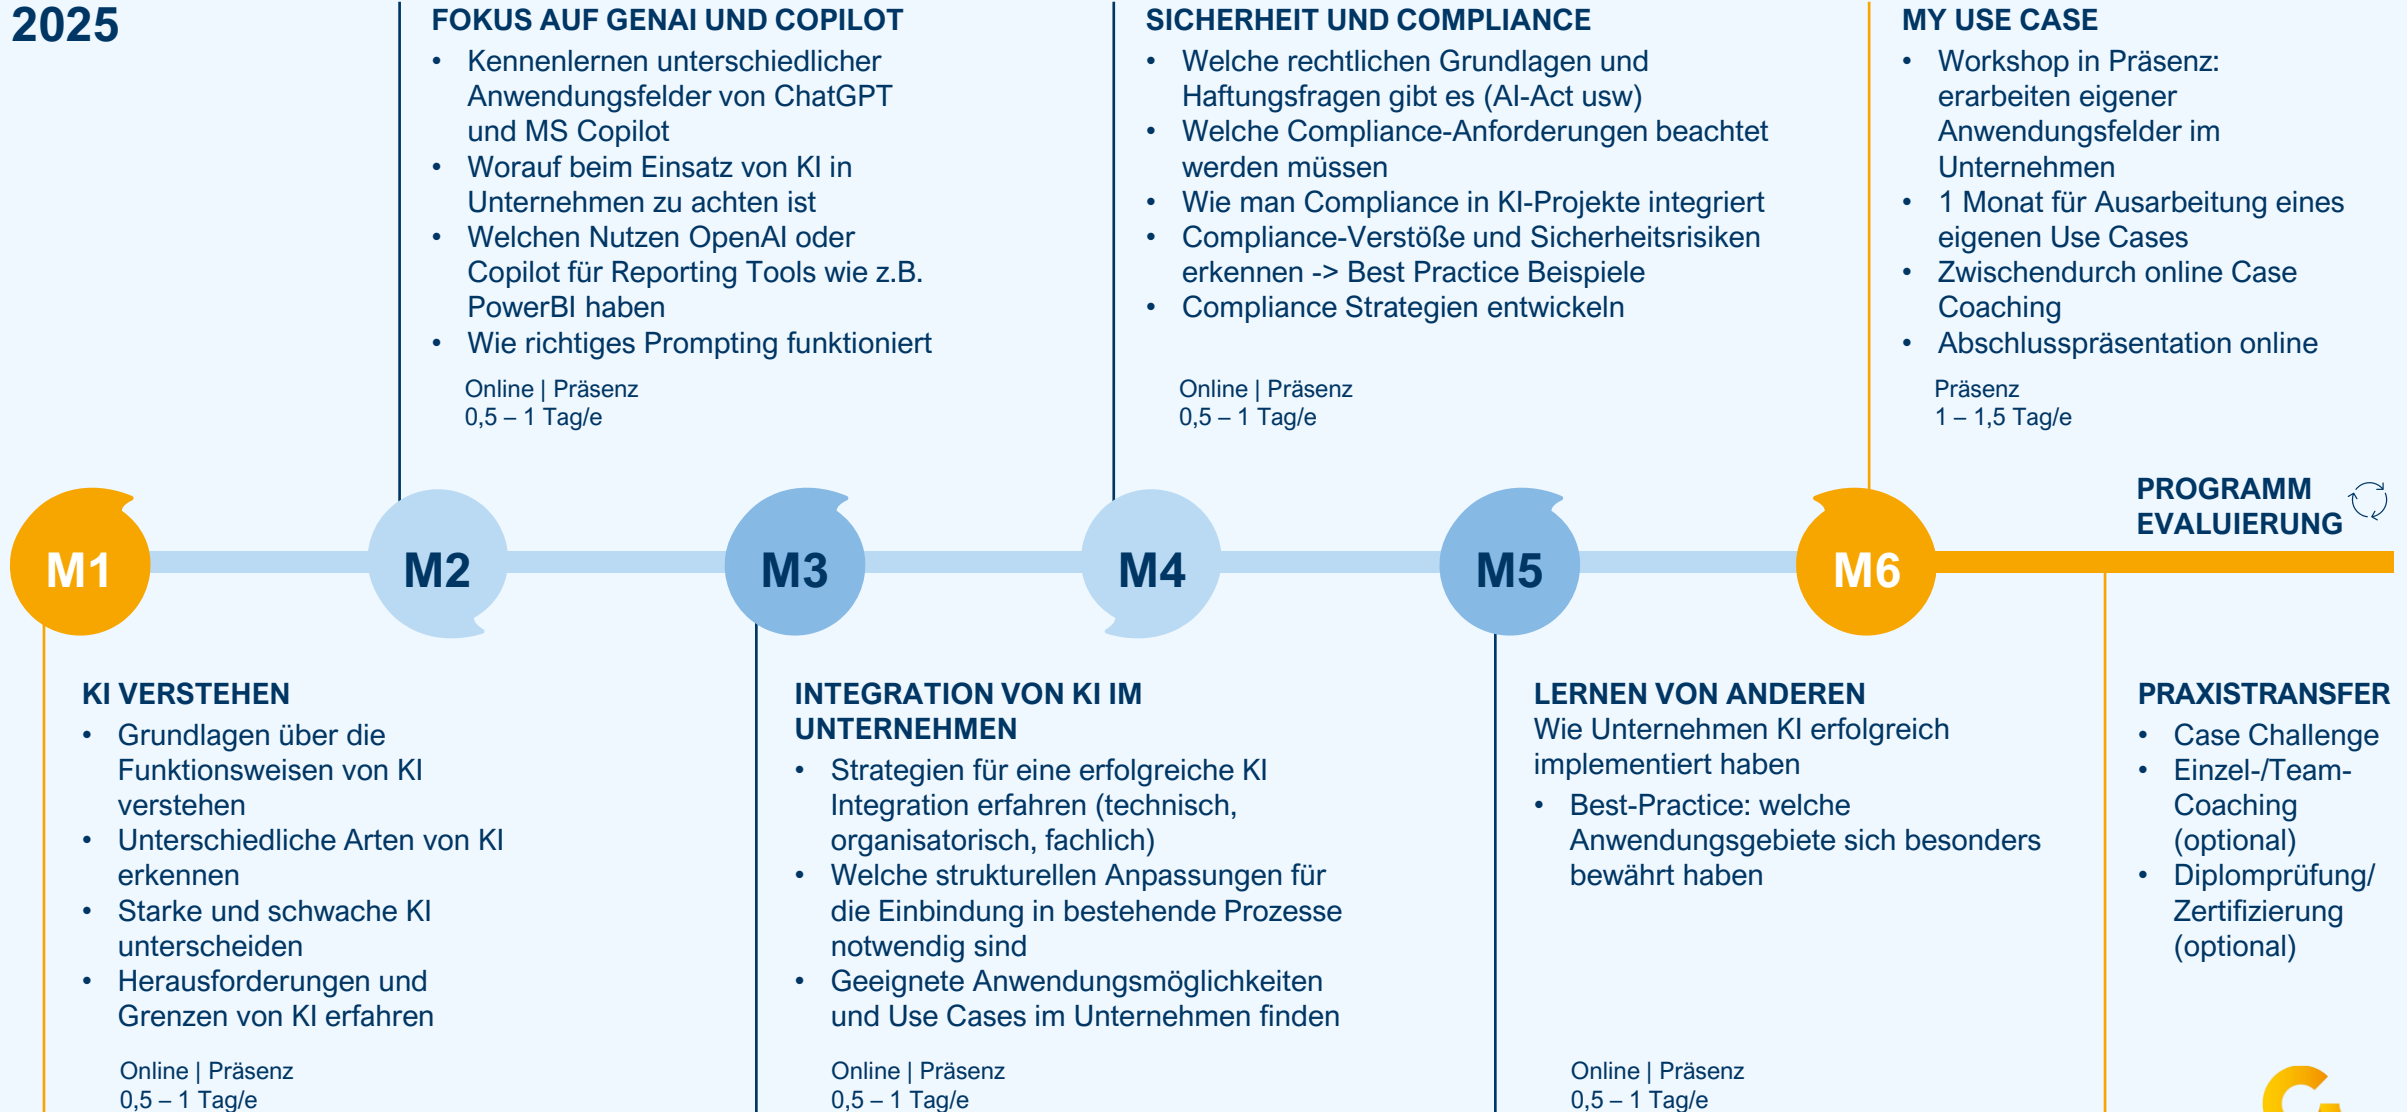 2025
FOKUS AUF GENAI UND COPILOT
• Kennenlernen unterschiedlicher
Anwendungsfelder von ChatGPT
und MS Copilot
• Worauf beim Einsatz von KI in
Unternehmen zu achten ist
• Welchen Nutzen OpenAI oder
Copilot für Reporting Tools wie z.B.
PowerBI haben
• Wie richtiges Prompting funktioniert
Online | Präsenz
0,5 – 1 Tag/e
SICHERHEIT UND COMPLIANCE
• Welche rechtlichen Grundlagen und
Haftungsfragen gibt es (AI-Act usw)
• Welche Compliance-Anforderungen beachtet
werden müssen
• Wie man Compliance in KI-Projekte integriert
• Compliance-Verstöße und Sicherheitsrisiken
erkennen -> Best Practice Beispiele
• Compliance Strategien entwickeln
Online | Präsenz
0,5 – 1 Tag/e
MY USE CASE
• Workshop in Präsenz:
erarbeiten eigener
Anwendungsfelder im
Unternehmen
• 1 Monat für Ausarbeitung eines
eigenen Use Cases
• Zwischendurch online Case
Coaching
• Abschlusspräsentation online
Präsenz
1 – 1,5 Tag/e
PROGRAMM
EVALUIERUNG
M1
M2
M3
M4
M5
M6
KI VERSTEHEN
• Grundlagen über die
Funktionsweisen von KI
verstehen
• Unterschiedliche Arten von KI
erkennen
• Starke und schwache KI
unterscheiden
• Herausforderungen und
Grenzen von KI erfahren
Online | Präsenz
0,5 – 1 Tag/e
INTEGRATION VON KI IM
UNTERNEHMEN
• Strategien für eine erfolgreiche KI
Integration erfahren (technisch,
organisatorisch, fachlich)
• Welche strukturellen Anpassungen für
die Einbindung in bestehende Prozesse
notwendig sind
• Geeignete Anwendungsmöglichkeiten
und Use Cases im Unternehmen finden
Online | Präsenz
0,5 – 1 Tag/e
LERNEN VON ANDEREN
Wie Unternehmen KI erfolgreich
implementiert haben
• Best-Practice: welche
Anwendungsgebiete sich besonders
bewährt haben
Online | Präsenz
0,5 – 1 Tag/e
PRAXISTRANSFER
• Case Challenge
• Einzel-/Team-
Coaching
(optional)
• Diplomprüfung/
Zertifizierung
(optional)